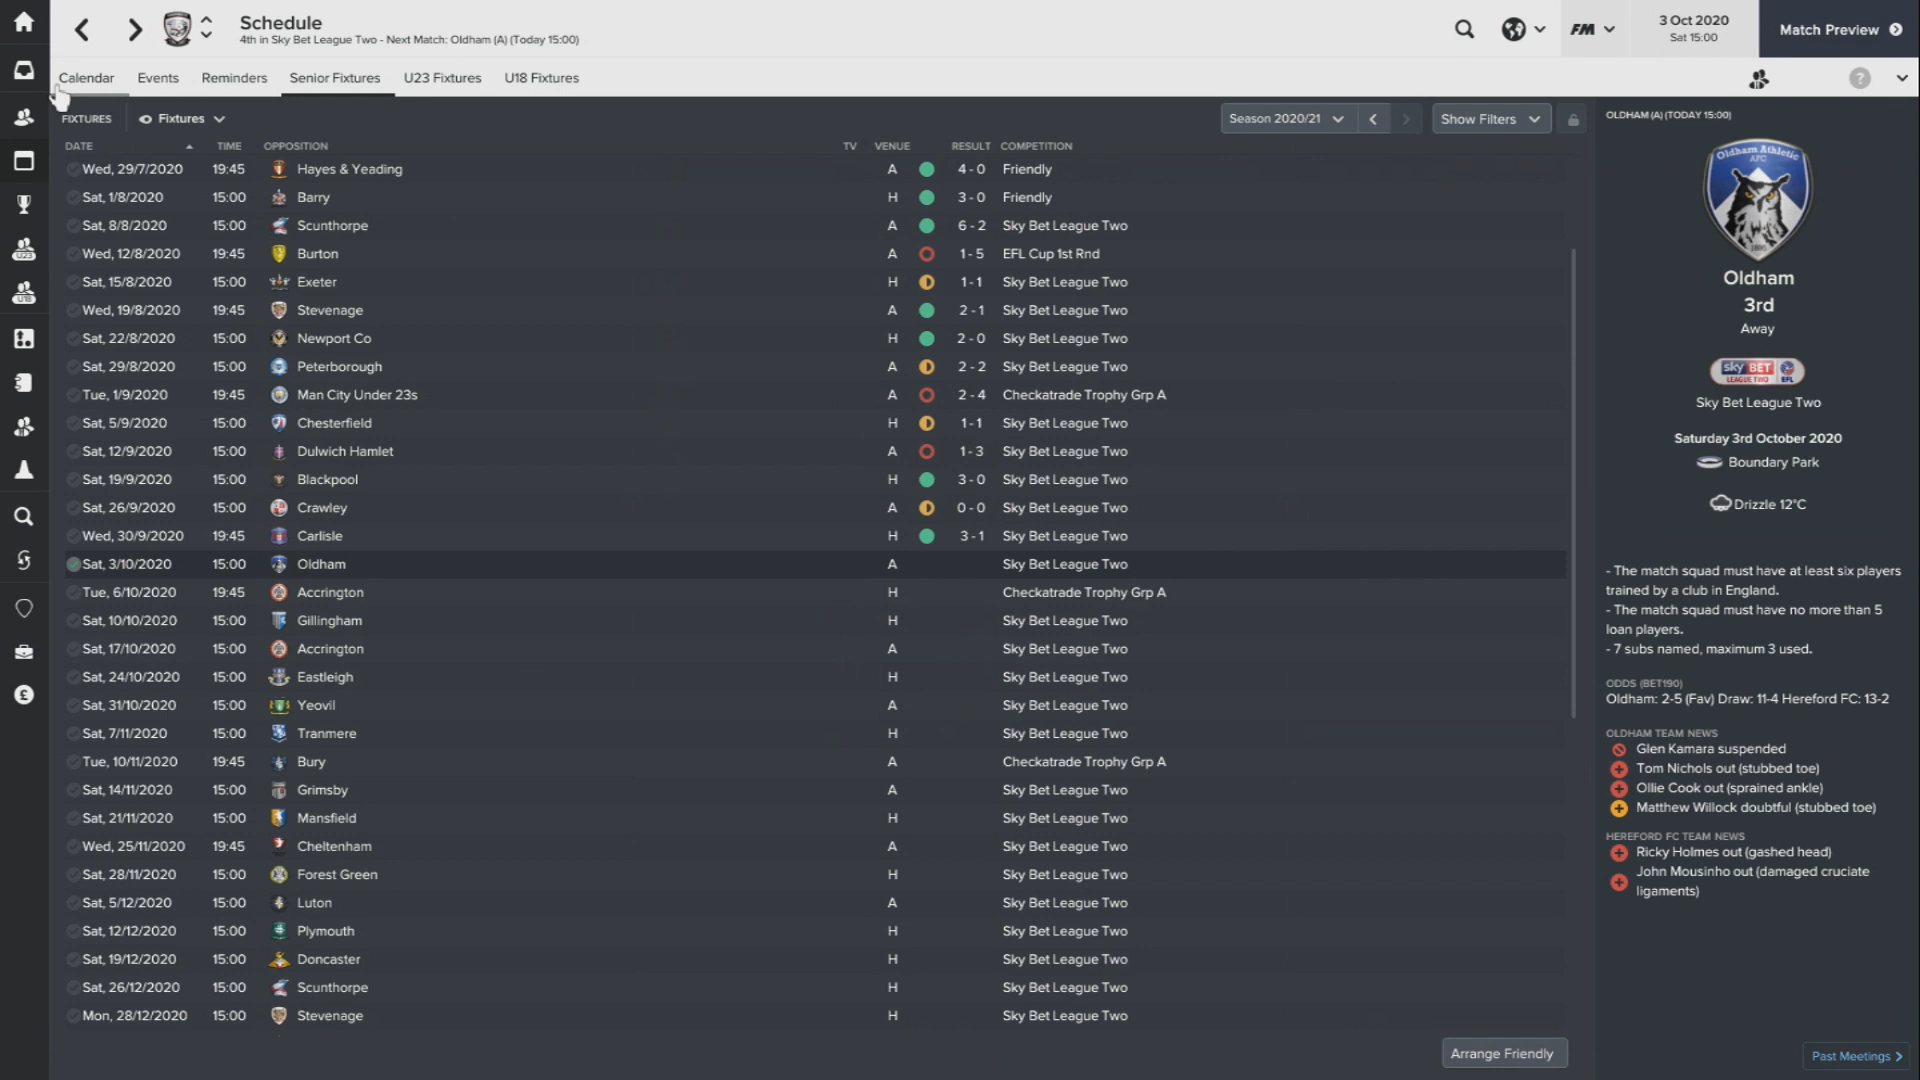 Schedule
4th in Sky Bet League Two - Next Match: Oldham (A) (Today 15:00)
FM
3 Oct 2020
Sat 15:00
Match Preview
Calendar Events Reminders Senior Fixtures U23 Fixtures U18 Fixtures
?
FIXTURES Fixtures Season 2020/21 Show Filters
DATE TIME OPPOSITION TV VENUE RESULT COMPETITION
Wed, 29/7/2020 19:45 Hayes & Yeading A 4 - 0 Friendly
Sat, 1/8/2020 15:00 Barry H 3 - 0 Friendly
Sat, 8/8/2020 15:00 Scunthorpe A 6 - 2 Sky Bet League Two
Wed, 12/8/2020 19:45 Burton A 1 - 5 EFL Cup 1st Rnd
Sat, 15/8/2020 15:00 Exeter H 1 - 1 Sky Bet League Two
Wed, 19/8/2020 19:45 Stevenage A 2 - 1 Sky Bet League Two
Sat, 22/8/2020 15:00 Newport Co H 2 - 0 Sky Bet League Two
Sat, 29/8/2020 15:00 Peterborough A 2 - 2 Sky Bet League Two
Tue, 1/9/2020 19:45 Man City Under 23s A 2 - 4 Checkatrade Trophy Grp A
Sat, 5/9/2020 15:00 Chesterfield H 1 - 1 Sky Bet League Two
Sat, 12/9/2020 15:00 Dulwich Hamlet A 1 - 3 Sky Bet League Two
Sat, 19/9/2020 15:00 Blackpool H 3 - 0 Sky Bet League Two
Sat, 26/9/2020 15:00 Crawley A 0 - 0 Sky Bet League Two
Wed, 30/9/2020 19:45 Carlisle H 3 - 1 Sky Bet League Two
Sat, 3/10/2020 15:00 Oldham A Sky Bet League Two
Tue, 6/10/2020 19:45 Accrington H Checkatrade Trophy Grp A
Sat, 10/10/2020 15:00 Gillingham H Sky Bet League Two
Sat, 17/10/2020 15:00 Accrington A Sky Bet League Two
Sat, 24/10/2020 15:00 Eastleigh H Sky Bet League Two
Sat, 31/10/2020 15:00 Yeovil A Sky Bet League Two
Sat, 7/11/2020 15:00 Tranmere H Sky Bet League Two
Tue, 10/11/2020 19:45 Bury A Checkatrade Trophy Grp A
Sat, 14/11/2020 15:00 Grimsby A Sky Bet League Two
Sat, 21/11/2020 15:00 Mansfield H Sky Bet League Two
Wed, 25/11/2020 19:45 Cheltenham A Sky Bet League Two
Sat, 28/11/2020 15:00 Forest Green H Sky Bet League Two
Sat, 5/12/2020 15:00 Luton A Sky Bet League Two
Sat, 12/12/2020 15:00 Plymouth H Sky Bet League Two
Sat, 19/12/2020 15:00 Doncaster H Sky Bet League Two
Sat, 26/12/2020 15:00 Scunthorpe H Sky Bet League Two
Mon, 28/12/2020 15:00 Stevenage H Sky Bet League Two
Arrange Friendly
U23
U18
OLDHAM (A) (TODAY 15:00)
Oldham Athletic
AFC
Oldham
3rd
Away
sky BET
LEAGUE TWO EFL
Sky Bet League Two
Saturday 3rd October 2020
Boundary Park
Drizzle 12°C
- The match squad must have at least six players
trained by a club in England.
- The match squad must have no more than 5
loan players.
- 7 subs named, maximum 3 used.
ODDS (BET190)
Oldham: 2-5 (Fav) Draw: 11-4 Hereford FC: 13-2
OLDHAM TEAM NEWS
Glen Kamara suspended
Tom Nichols out (stubbed toe)
Ollie Cook out (sprained ankle)
Matthew Willock doubtful (stubbed toe)
HEREFORD FC TEAM NEWS
Ricky Holmes out (gashed head)
John Mousinho out (damaged cruciate
ligaments)
Past Meetings